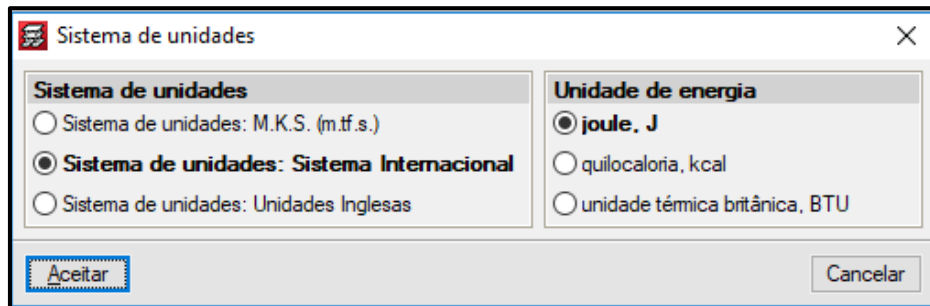 Sistema de unidades
Sistema de unidades
Sistema de unidades: M.K.S. (m.tf.s.)
Sistema de unidades: Sistema Internacional
Sistema de unidades: Unidades Inglesas
Unidade de energia
joule, J
quilocaloria, kcal
unidade térmica britânica, BTU
Aceitar
Cancelar